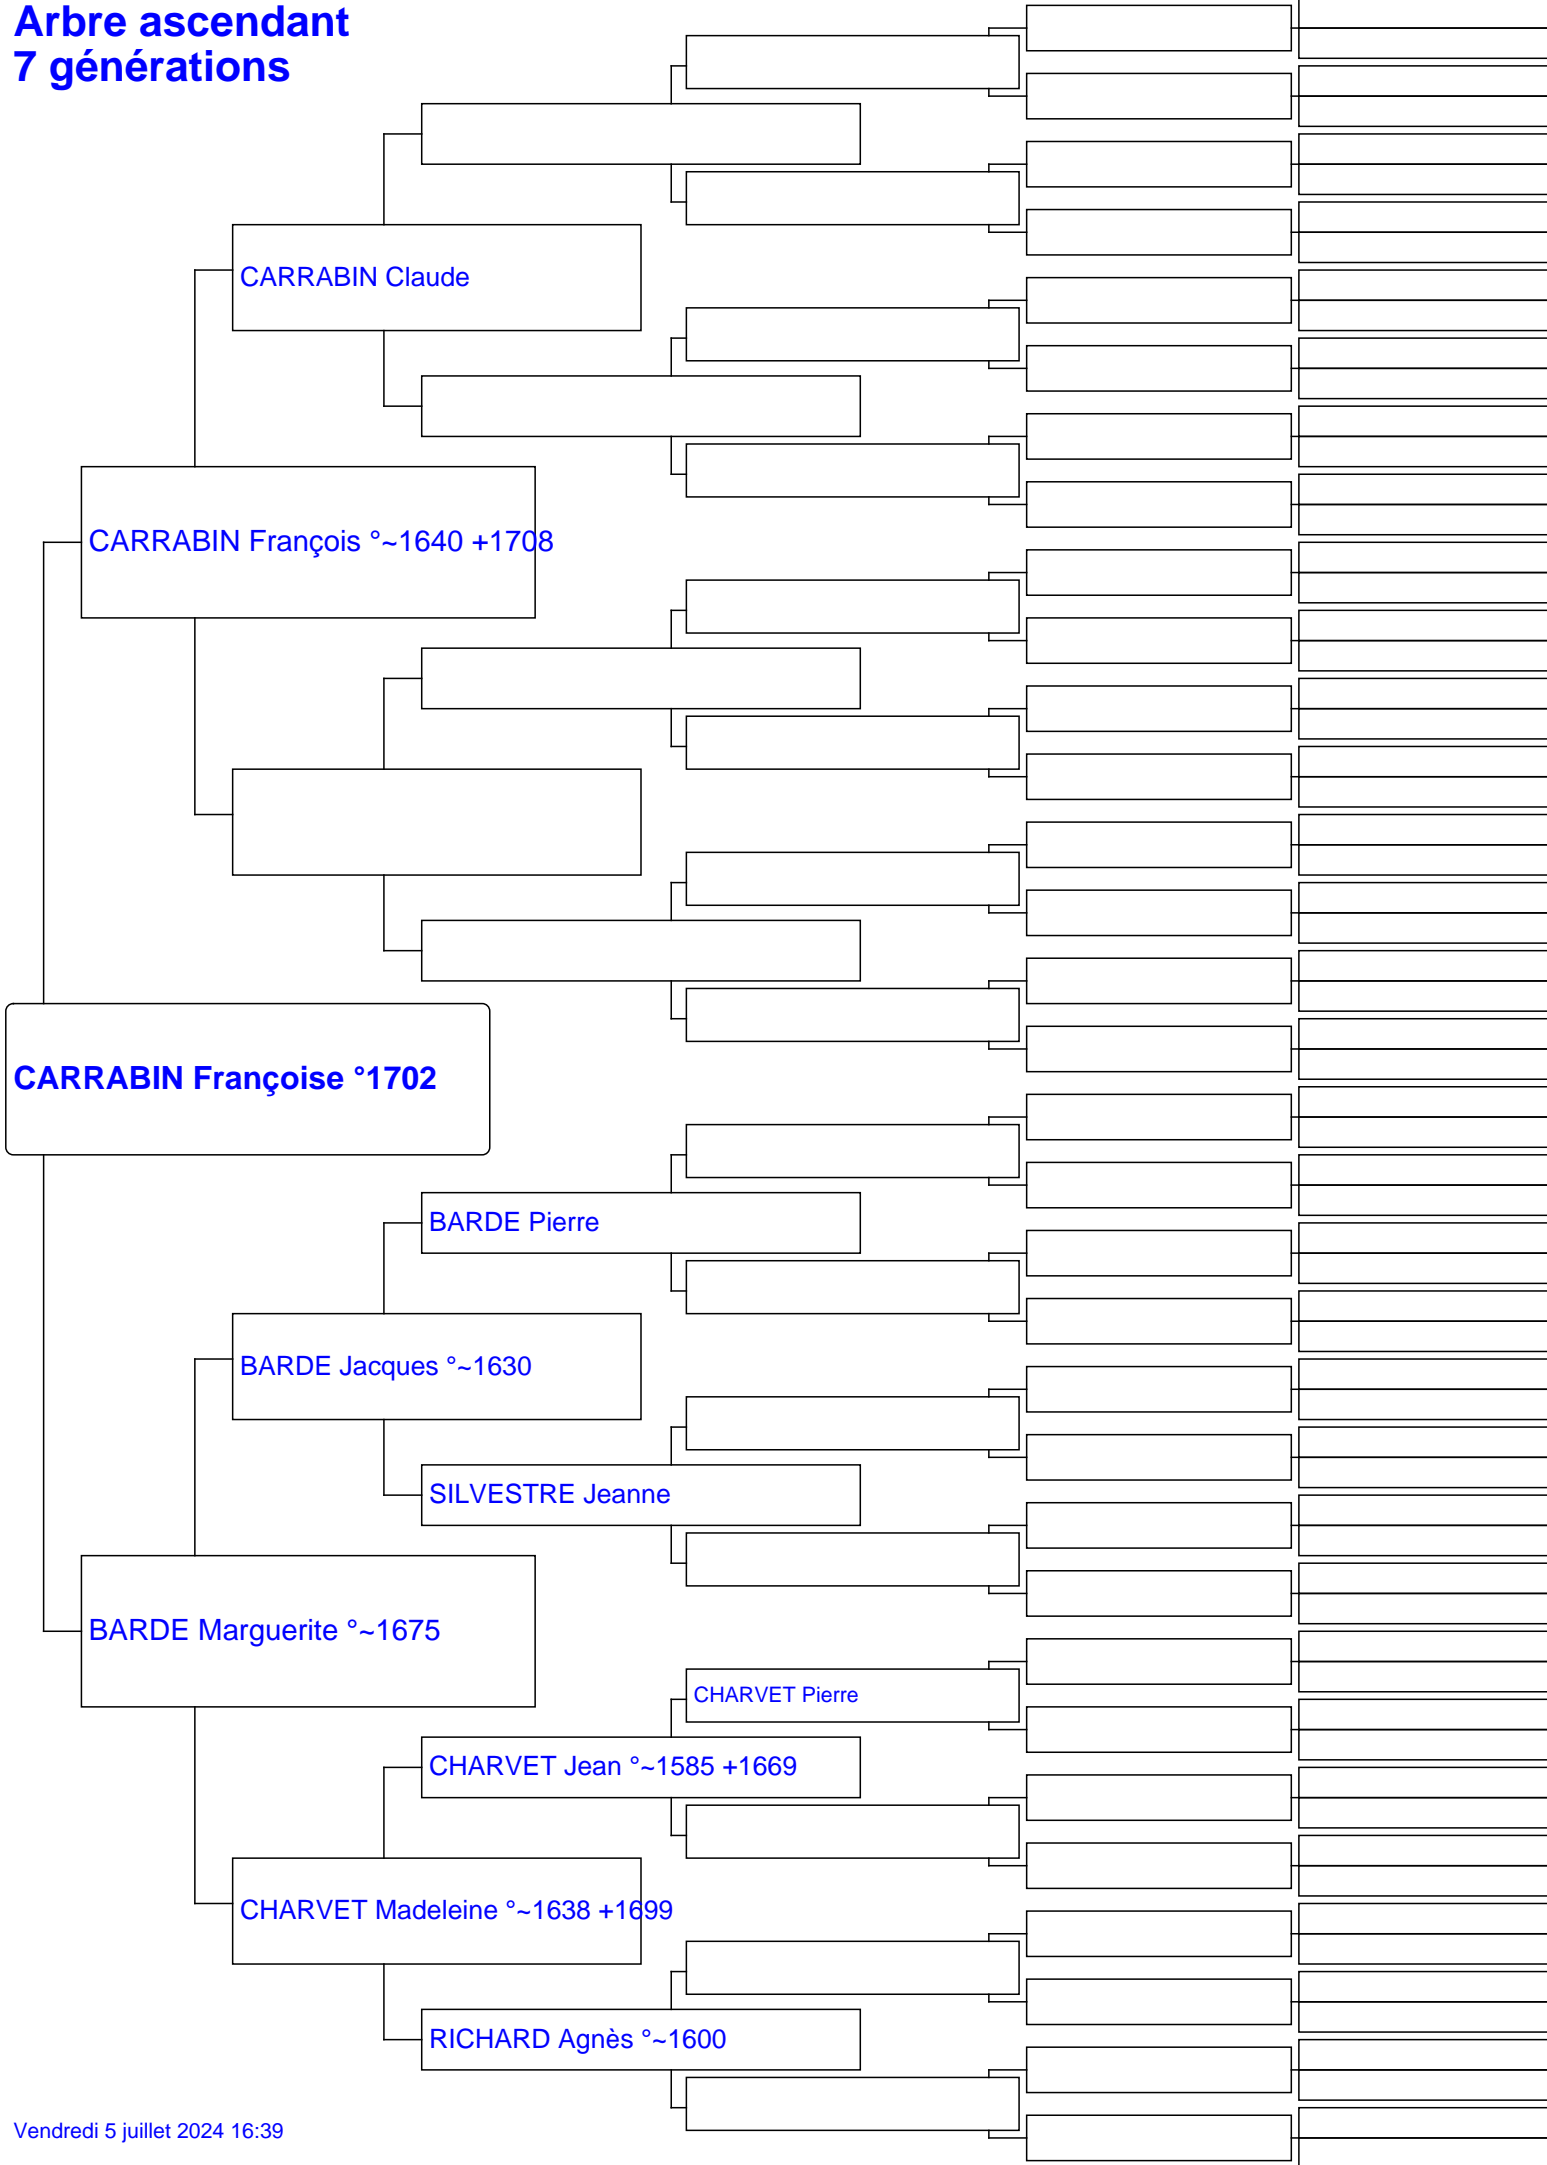 Arbre ascendant
7 générations
CARRABIN Claude
CARRABIN François °~1640 +1708
CARRABIN Françoise °1702
BARDE Pierre
BARDE Jacques °~1630
SILVESTRE Jeanne
BARDE Marguerite °~1675
CHARVET Pierre
CHARVET Jean °~1585 +1669
CHARVET Madeleine °~1638 +1699
RICHARD Agnès °~1600
Vendredi 5 juillet 2024 16:39